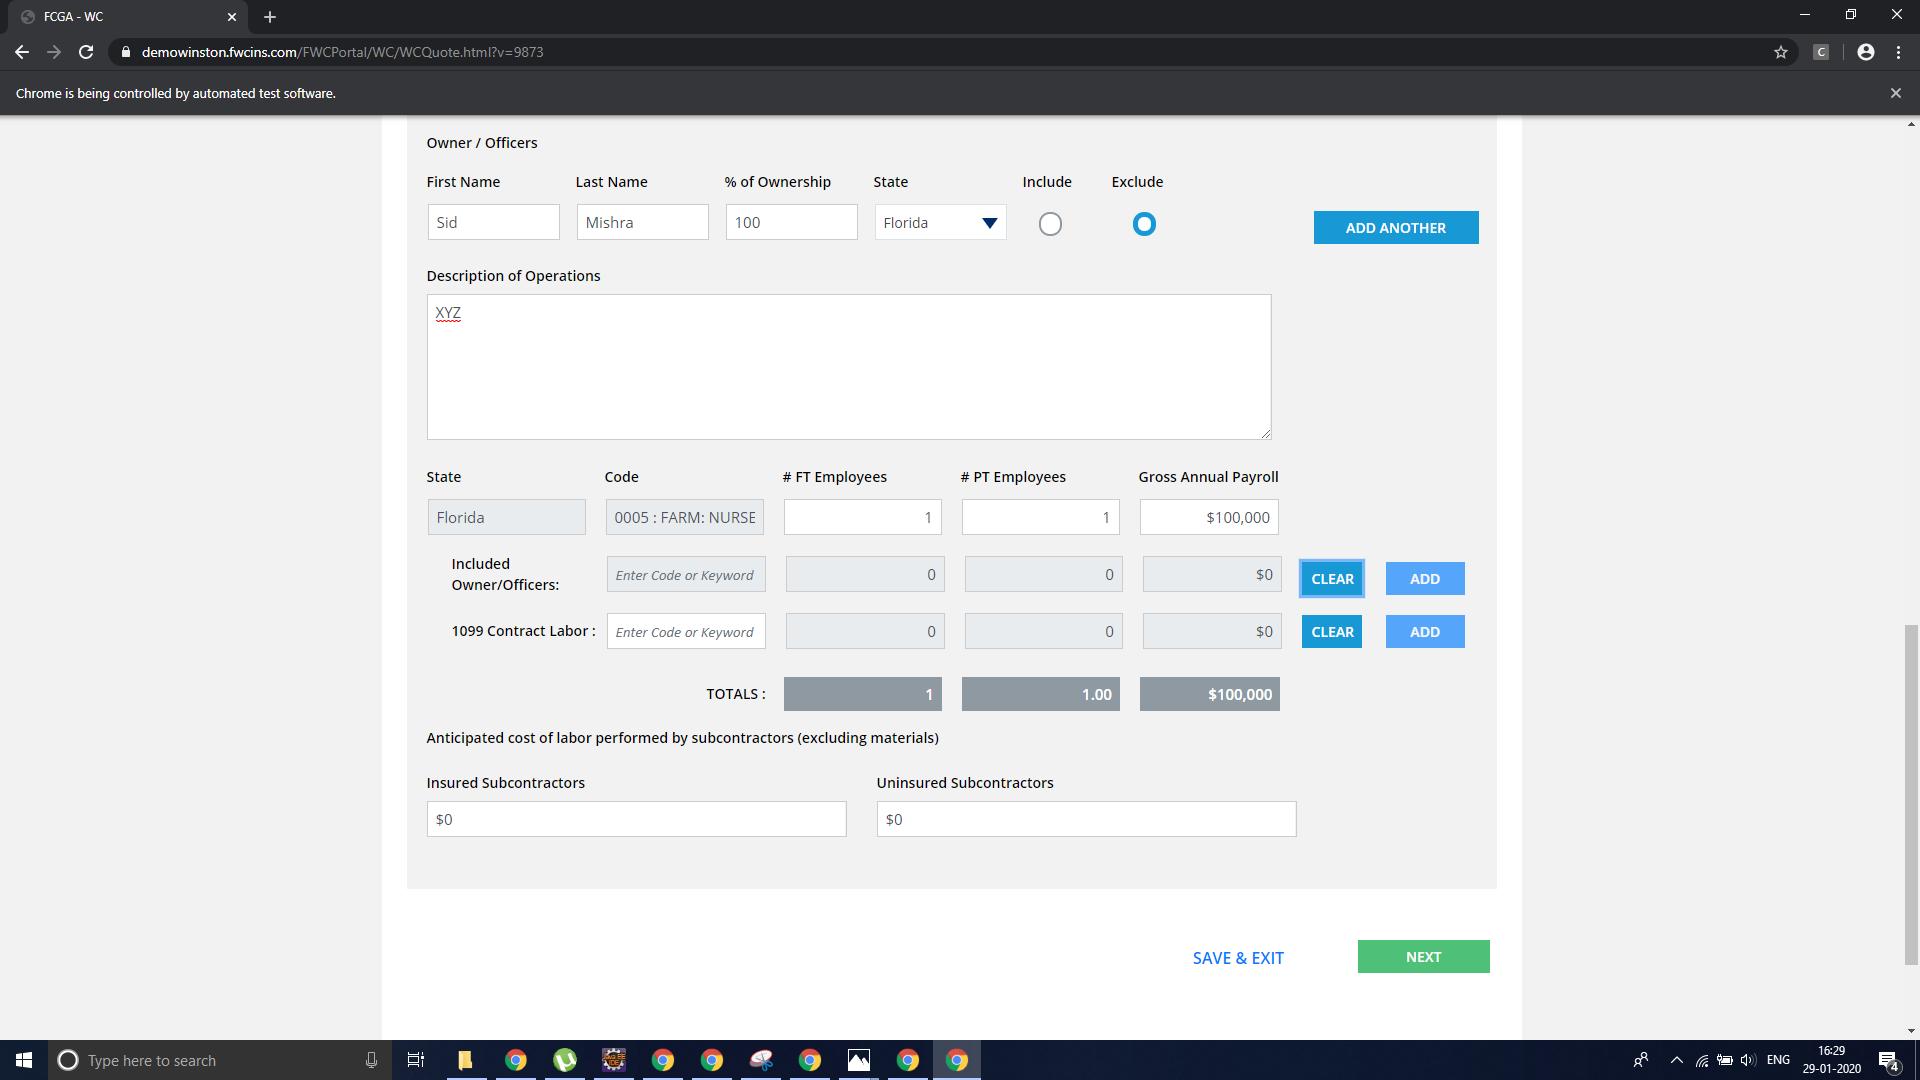 FCGA - WC
demowinston.fwcins.com/FWCPortal/WC/WCQuote.html?v=9873
C
Chrome is being controlled by automated test software.
Owner / Officers
First Name Last Name % of Ownership State Include Exclude
Sid Mishra 100 Florida
ADD ANOTHER
Description of Operations
XYZ
State Code # FT Employees # PT Employees Gross Annual Payroll
Florida 0005 : FARM: NURSE 1 1 $100,000
Included
Owner/Officers:
Enter Code or Keyword 0 0 $0 CLEAR ADD
1099 Contract Labor : Enter Code or Keyword 0 0 $0 CLEAR ADD
TOTALS : 1 1.00 $100,000
Anticipated cost of labor performed by subcontractors (excluding materials)
Insured Subcontractors Uninsured Subcontractors
$0 $0
SAVE & EXIT NEXT
Type here to search
ENG
16:29
29-01-2020
4